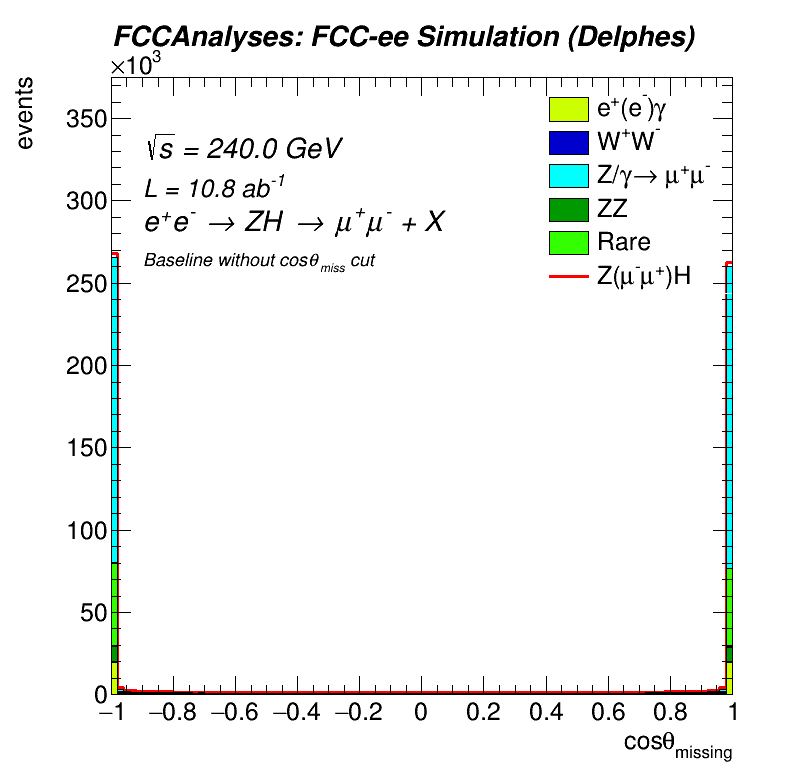 FCCAnalyses: FCC-ee Simulation (Delphes)
×10³
events
√s = 240.0 GeV
L = 10.8 ab⁻¹
e⁺e⁻ → ZH → μ⁺μ⁻ + X
Baseline without cosθ_miss cut
e⁺(e⁻)γ
W⁺W⁻
Z/γ→ μ⁺μ⁻
ZZ
Rare
Z(μ⁻μ⁺)H
350
300
250
200
150
100
50
0
−1 −0.8 −0.6 −0.4 −0.2 0 0.2 0.4 0.6 0.8 1
cosθ_missing